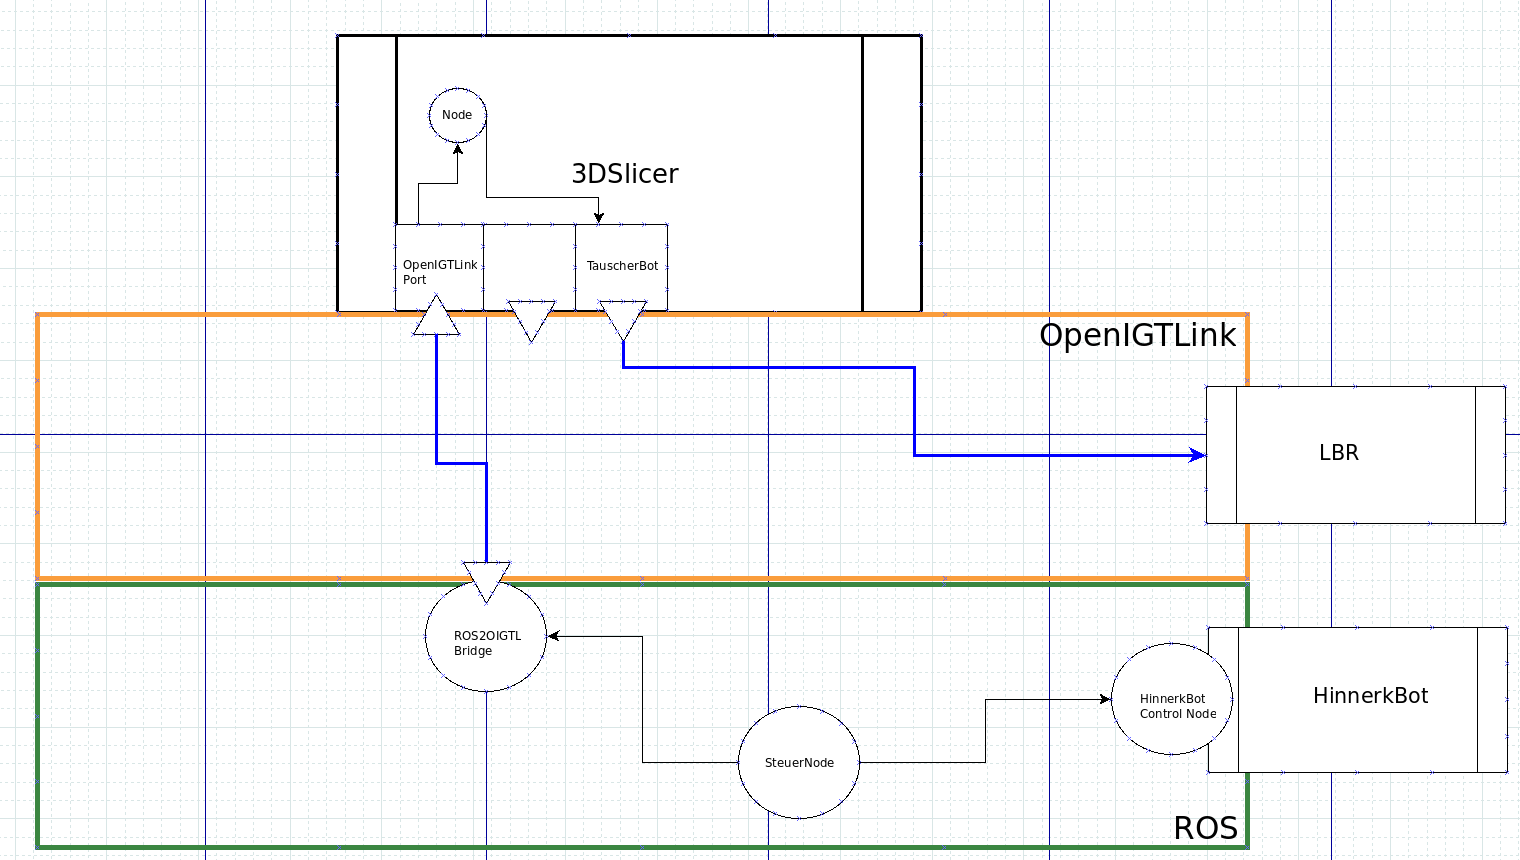 Node
3DSlicer
OpenIGTLink
Port
TauscherBot
OpenIGTLink
LBR
ROS2OIGTL
Bridge
HinnerkBot
Control Node
HinnerkBot
SteuerNode
ROS